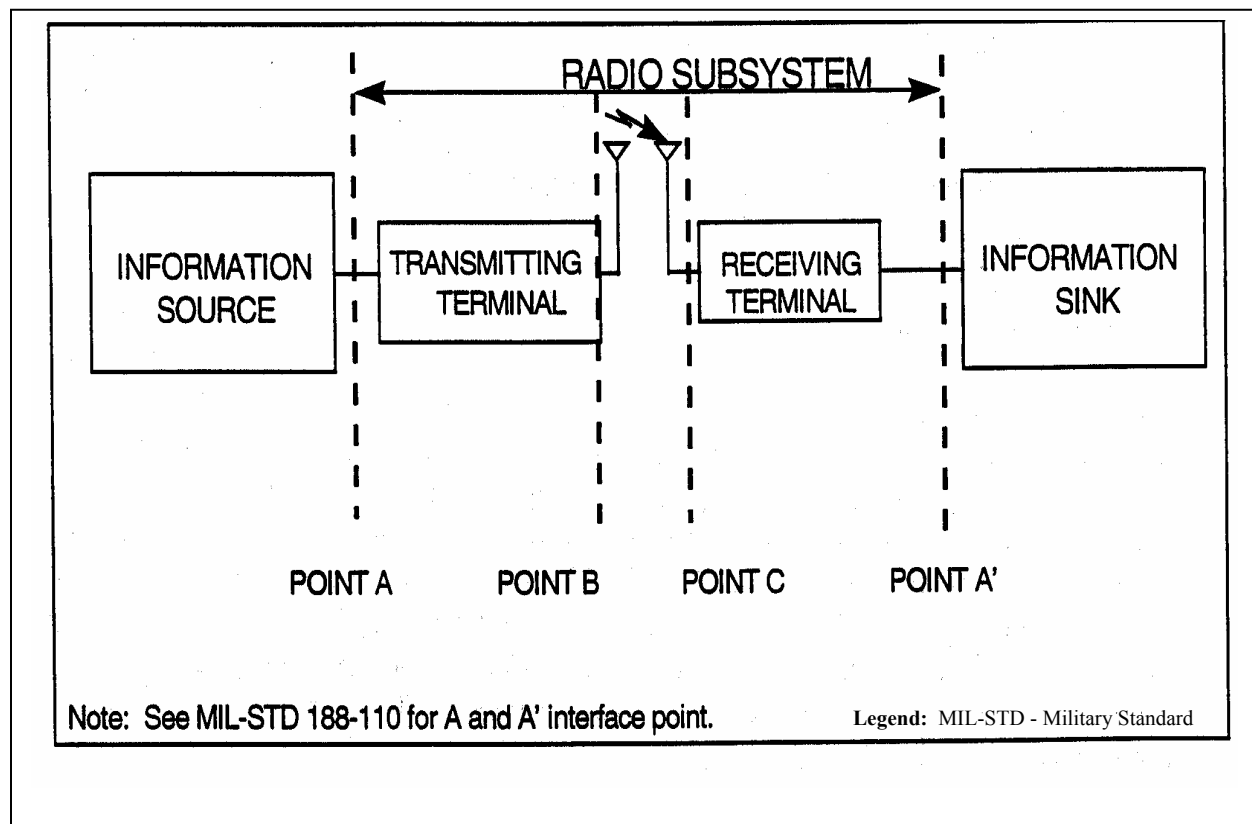 RADIO SUBSYSTEM
INFORMATION
SOURCE
TRANSMITTING
TERMINAL
RECEIVING
TERMINAL
INFORMATION
SINK
POINT A
POINT B
POINT C
POINT A'
Note: See MIL-STD 188-110 for A and A' interface point.
Legend: MIL-STD - Military Standard